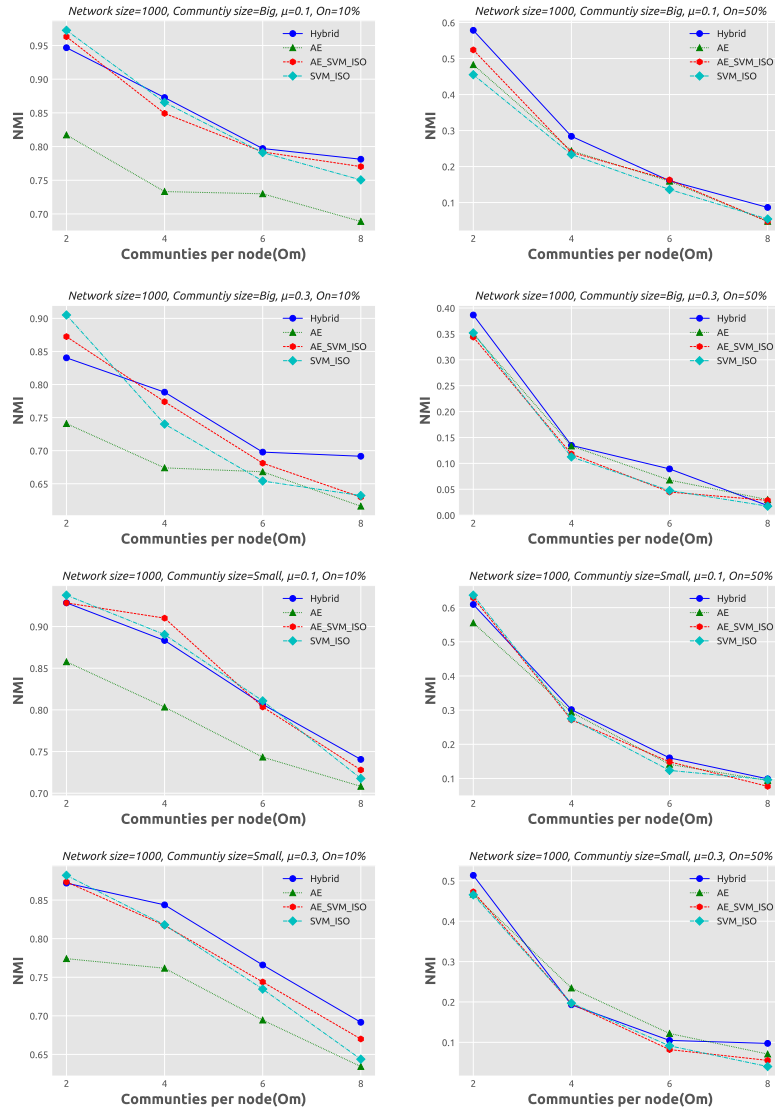 Network size=1000, Communtiy size=Big, μ=0.1, On=10%
Hybrid
AE
AE_SVM_ISO
SVM_ISO
NMI
0.95
0.90
0.85
0.80
0.75
0.70
2 4 6 8
Communties per node(Om)
Network size=1000, Communtiy size=Big, μ=0.1, On=50%
Hybrid
AE
AE_SVM_ISO
SVM_ISO
NMI
0.6
0.5
0.4
0.3
0.2
0.1
2 4 6 8
Communties per node(Om)
Network size=1000, Communtiy size=Big, μ=0.3, On=10%
Hybrid
AE
AE_SVM_ISO
SVM_ISO
NMI
0.90
0.85
0.80
0.75
0.70
0.65
2 4 6 8
Communties per node(Om)
Network size=1000, Communtiy size=Big, μ=0.3, On=50%
Hybrid
AE
AE_SVM_ISO
SVM_ISO
NMI
0.40
0.35
0.30
0.25
0.20
0.15
0.10
0.05
0.00
2 4 6 8
Communties per node(Om)
Network size=1000, Communtiy size=Small, μ=0.1, On=10%
Hybrid
AE
AE_SVM_ISO
SVM_ISO
NMI
0.90
0.85
0.80
0.75
0.70
2 4 6 8
Communties per node(Om)
Network size=1000, Communtiy size=Small, μ=0.1, On=50%
Hybrid
AE
AE_SVM_ISO
SVM_ISO
NMI
0.6
0.5
0.4
0.3
0.2
0.1
2 4 6 8
Communties per node(Om)
Network size=1000, Communtiy size=Small, μ=0.3, On=10%
Hybrid
AE
AE_SVM_ISO
SVM_ISO
NMI
0.85
0.80
0.75
0.70
0.65
2 4 6 8
Communties per node(Om)
Network size=1000, Communtiy size=Small, μ=0.3, On=50%
Hybrid
AE
AE_SVM_ISO
SVM_ISO
NMI
0.5
0.4
0.3
0.2
0.1
2 4 6 8
Communties per node(Om)